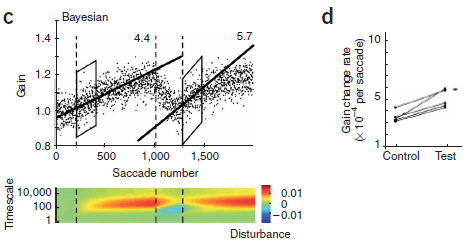 c
Bayesian
1.4
4.4
5.7
1.2
Gain
1.0
0.8
0
500
1,000
1,500
Saccade number
Timescale
10,000
100
1
0.01
0
−0.01
Disturbance
d
10
Gain change rate
(× 10⁻⁴ per saccade)
5
1
Control
Test